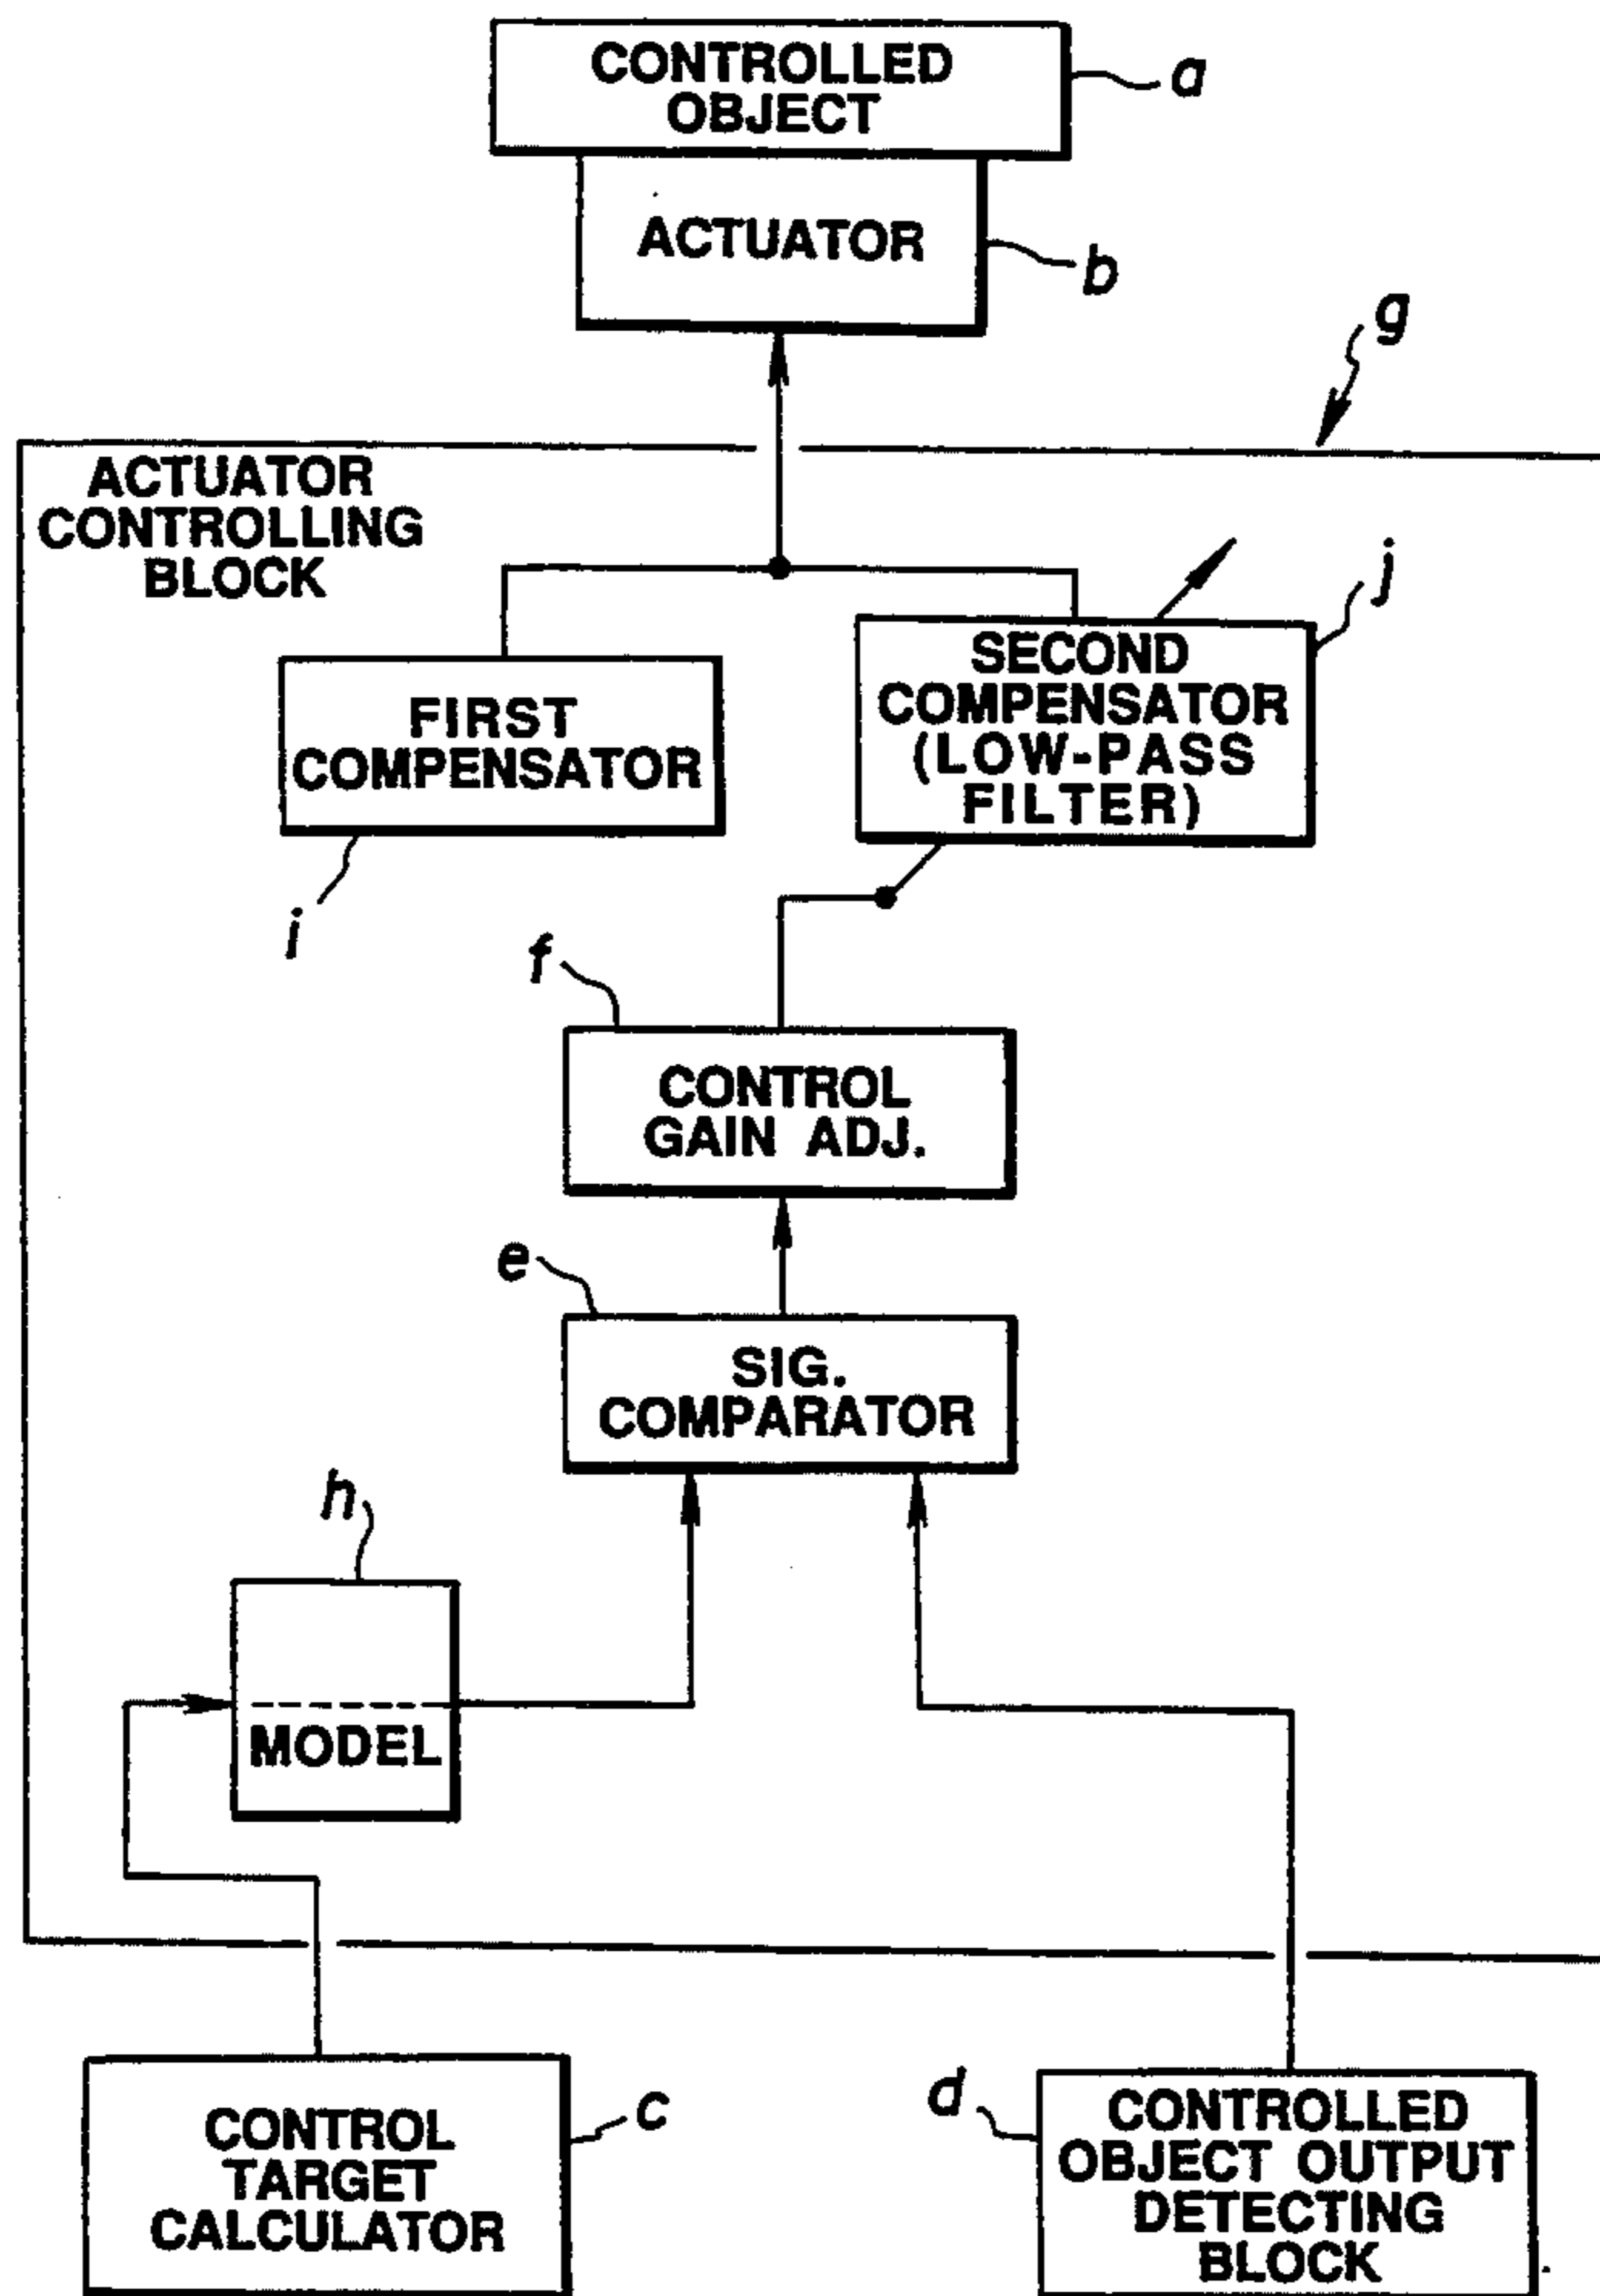 CONTROLLED
OBJECT
a
ACTUATOR
b
g
ACTUATOR
CONTROLLING
BLOCK
j
SECOND
COMPENSATOR
(LOW-PASS
FILTER)
FIRST
COMPENSATOR
i
f
CONTROL
GAIN ADJ.
e
SIG.
COMPARATOR
h
MODEL
c
CONTROL
TARGET
CALCULATOR
d
CONTROLLED
OBJECT OUTPUT
DETECTING
BLOCK